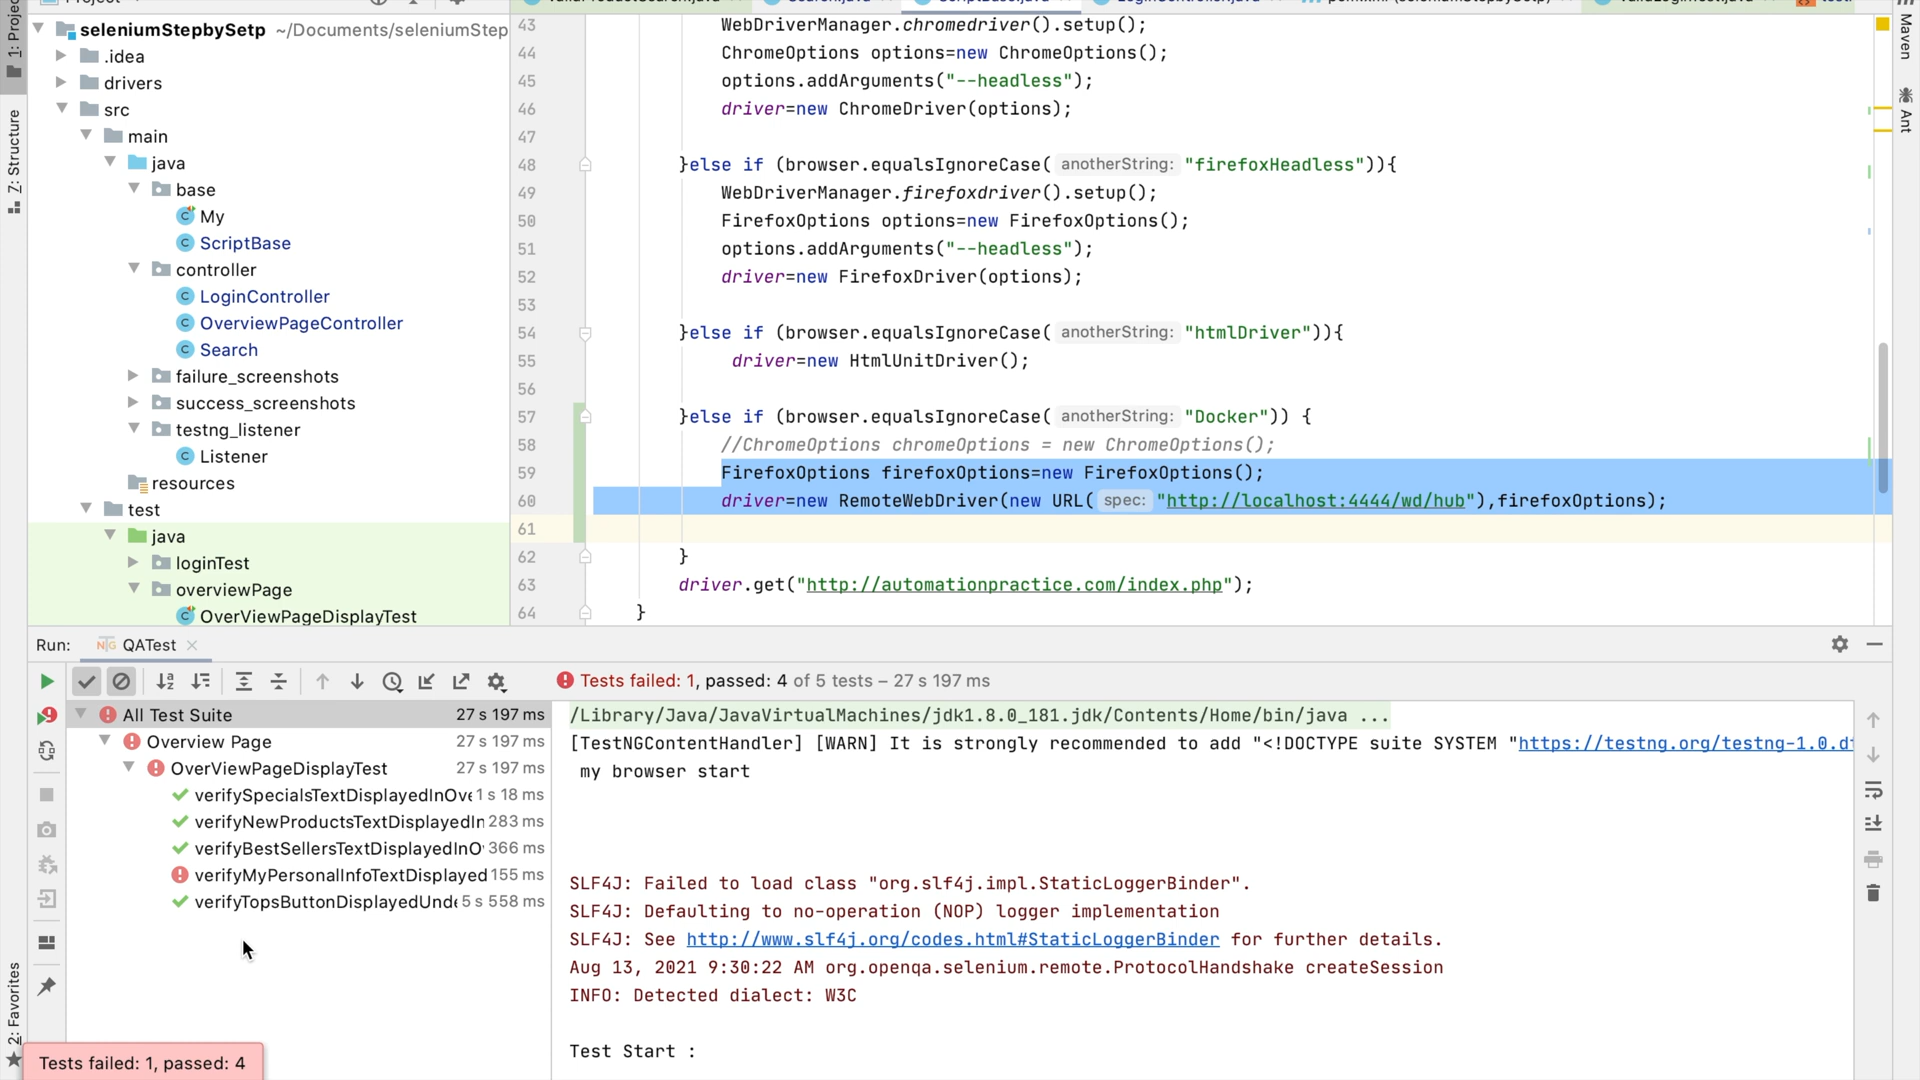 1: Project
seleniumStepbySetp ~/Documents/seleniumStep
.idea
drivers
src
main
java
base
My
ScriptBase
controller
LoginController
OverviewPageController
Search
failure_screenshots
success_screenshots
testng_listener
Listener
resources
test
java
loginTest
overviewPage
OverViewPageDisplayTest
Z: Structure
2: Favorites
Maven
Ant
43 WebDriverManager.chromedriver().setup();
44 ChromeOptions options=new ChromeOptions();
45 options.addArguments("--headless");
46 driver=new ChromeDriver(options);
47
48 }else if (browser.equalsIgnoreCase( anotherString: "firefoxHeadless")){
49 WebDriverManager.firefoxdriver().setup();
50 FirefoxOptions options=new FirefoxOptions();
51 options.addArguments("--headless");
52 driver=new FirefoxDriver(options);
53
54 }else if (browser.equalsIgnoreCase( anotherString: "htmlDriver")){
55 driver=new HtmlUnitDriver();
56
57 }else if (browser.equalsIgnoreCase( anotherString: "Docker")) {
58 //ChromeOptions chromeOptions = new ChromeOptions();
59 FirefoxOptions firefoxOptions=new FirefoxOptions();
60 driver=new RemoteWebDriver(new URL( spec: "http://localhost:4444/wd/hub"),firefoxOptions);
61
62 }
63 driver.get("http://automationpractice.com/index.php");
64 }
Run: QATest
Tests failed: 1, passed: 4 of 5 tests – 27 s 197 ms
All Test Suite 27 s 197 ms
Overview Page 27 s 197 ms
OverViewPageDisplayTest 27 s 197 ms
verifySpecialsTextDisplayedInOve 1 s 18 ms
verifyNewProductsTextDisplayedIn 283 ms
verifyBestSellersTextDisplayedInO 366 ms
verifyMyPersonalInfoTextDisplayed 155 ms
verifyTopsButtonDisplayedUnde 5 s 558 ms
/Library/Java/JavaVirtualMachines/jdk1.8.0_181.jdk/Contents/Home/bin/java ...
[TestNGContentHandler] [WARN] It is strongly recommended to add "<!DOCTYPE suite SYSTEM "https://testng.org/testng-1.0.dt
my browser start
SLF4J: Failed to load class "org.slf4j.impl.StaticLoggerBinder".
SLF4J: Defaulting to no-operation (NOP) logger implementation
SLF4J: See http://www.slf4j.org/codes.html#StaticLoggerBinder for further details.
Aug 13, 2021 9:30:22 AM org.openqa.selenium.remote.ProtocolHandshake createSession
INFO: Detected dialect: W3C
Test Start :
Tests failed: 1, passed: 4